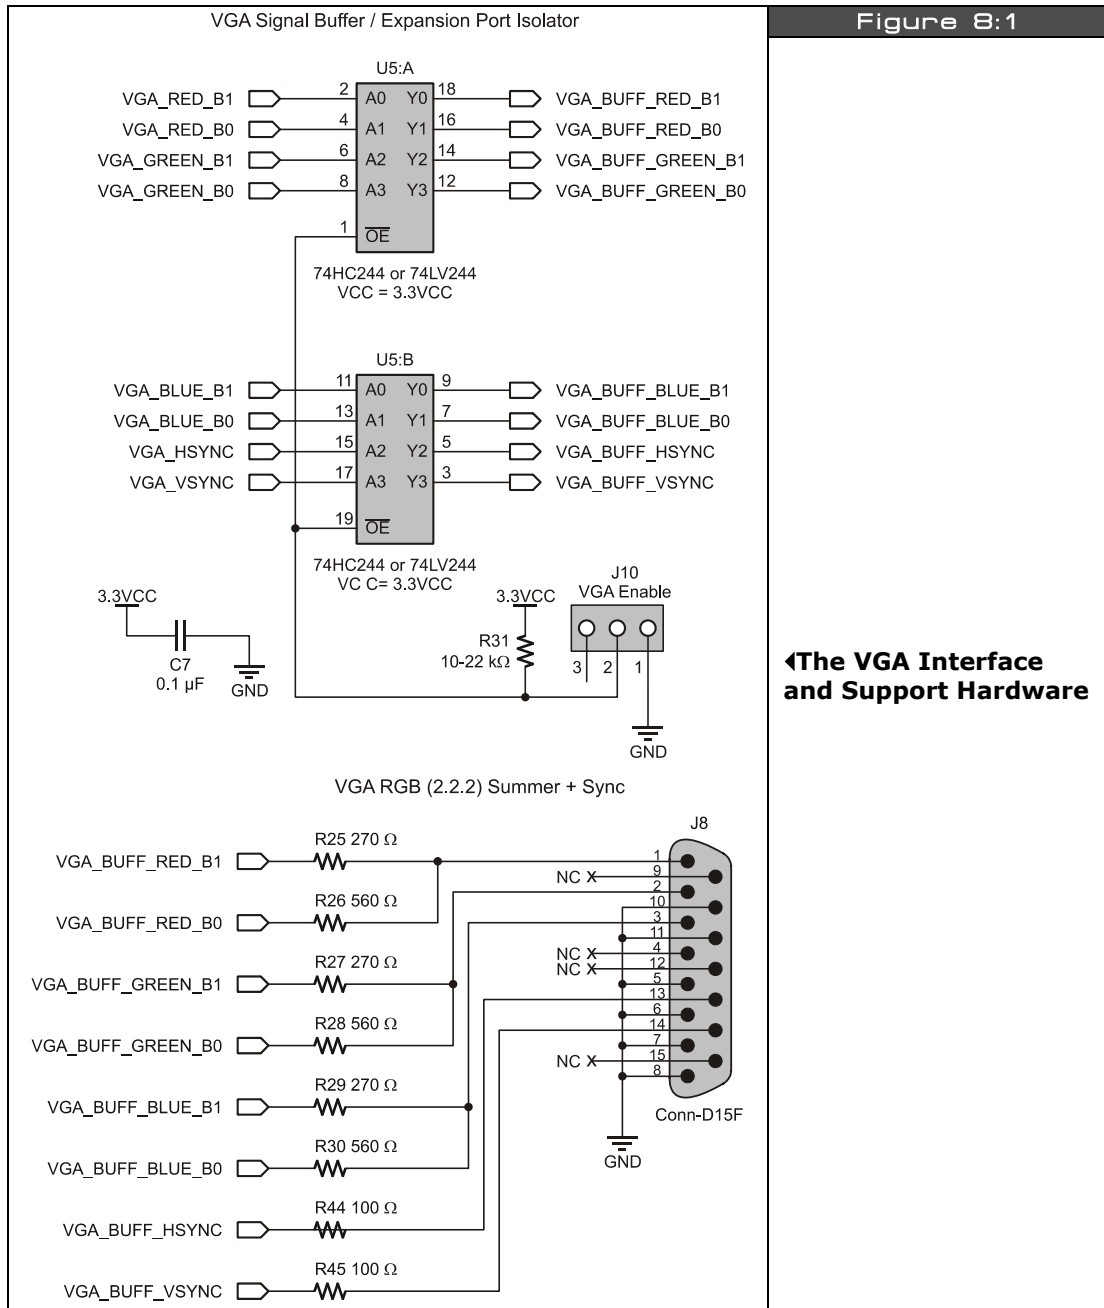 VGA Signal Buffer / Expansion Port Isolator
Figure 8:1
U5:A
VGA_RED_B1 2 A0 Y0 18 VGA_BUFF_RED_B1
VGA_RED_B0 4 A1 Y1 16 VGA_BUFF_RED_B0
VGA_GREEN_B1 6 A2 Y2 14 VGA_BUFF_GREEN_B1
VGA_GREEN_B0 8 A3 Y3 12 VGA_BUFF_GREEN_B0
1 OE
74HC244 or 74LV244
VCC = 3.3VCC
U5:B
VGA_BLUE_B1 11 A0 Y0 9 VGA_BUFF_BLUE_B1
VGA_BLUE_B0 13 A1 Y1 7 VGA_BUFF_BLUE_B0
VGA_HSYNC 15 A2 Y2 5 VGA_BUFF_HSYNC
VGA_VSYNC 17 A3 Y3 3 VGA_BUFF_VSYNC
19 OE
74HC244 or 74LV244
VC C= 3.3VCC
3.3VCC
C7
0.1 µF
GND
3.3VCC
R31
10-22 kΩ
J10
VGA Enable
3 2 1
GND
◀The VGA Interface
and Support Hardware
VGA RGB (2.2.2) Summer + Sync
J8
VGA_BUFF_RED_B1 R25 270 Ω
VGA_BUFF_RED_B0 R26 560 Ω
VGA_BUFF_GREEN_B1 R27 270 Ω
VGA_BUFF_GREEN_B0 R28 560 Ω
VGA_BUFF_BLUE_B1 R29 270 Ω
VGA_BUFF_BLUE_B0 R30 560 Ω
VGA_BUFF_HSYNC R44 100 Ω
VGA_BUFF_VSYNC R45 100 Ω
1
NC X 9
2
10
3
11
NC X 4
NC X 12
5
13
6
14
7
NC X 15
8
Conn-D15F
GND